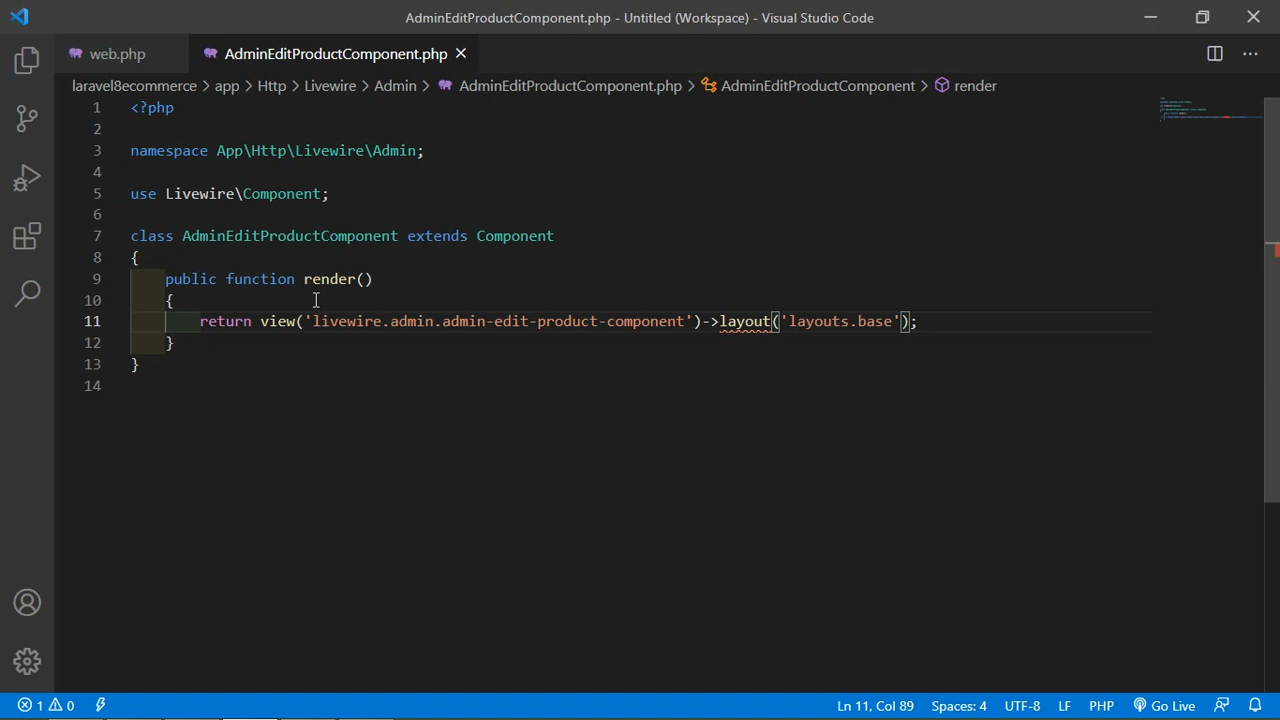 AdminEditProductComponent.php - Untitled (Workspace) - Visual Studio Code
web.php AdminEditProductComponent.php
laravel8ecommerce > app > Http > Livewire > Admin > AdminEditProductComponent.php > AdminEditProductComponent > render
1 <?php
2
3 namespace App\Http\Livewire\Admin;
4
5 use Livewire\Component;
6
7 class AdminEditProductComponent extends Component
8 {
9 public function render()
10 {
11 return view('livewire.admin.admin-edit-product-component')->layout('layouts.base');
12 }
13 }
14
1 0 Ln 11, Col 89 Spaces: 4 UTF-8 LF PHP Go Live